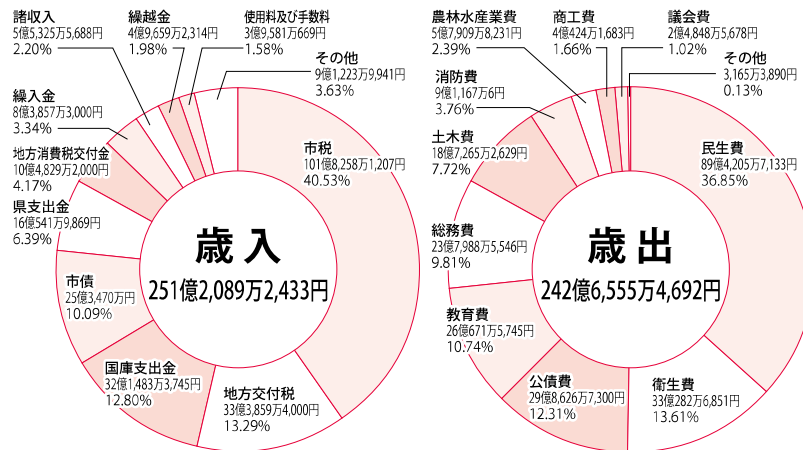 諸収入
5億5,325万5,688円
2.20%
繰越金
4億9,659万2,314円
1.98%
使用料及び手数料
3億9,581万669円
1.58%
その他
9億1,223万9,941円
3.63%
繰入金
8億3,857万3,000円
3.34%
地方消費税交付金
10億4,829万2,000円
4.17%
県支出金
16億541万9,869円
6.39%
市債
25億3,470万円
10.09%
国庫支出金
32億1,483万3,745円
12.80%
地方交付税
33億3,859万4,000円
13.29%
市税
101億8,258万1,207円
40.53%
歳入
251億2,089万2,433円
農林水産業費
5億7,909万8,231円
2.39%
商工費
4億424万1,683円
1.66%
議会費
2億4,848万5,678円
1.02%
その他
3,165万3,890円
0.13%
消防費
9億1,167万6円
3.76%
土木費
18億7,265万2,629円
7.72%
総務費
23億7,988万5,546円
9.81%
教育費
26億671万5,745円
10.74%
公債費
29億8,626万7,300円
12.31%
衛生費
33億282万6,851円
13.61%
民生費
89億4,205万7,133円
36.85%
歳出
242億6,555万4,692円